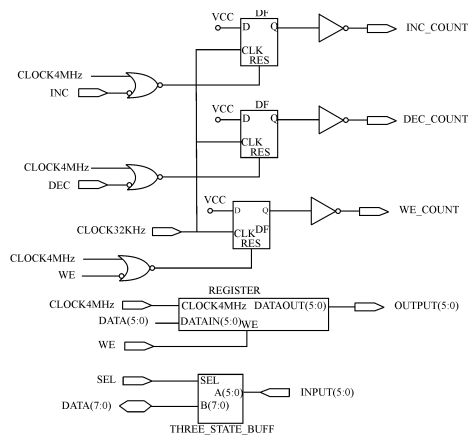 DF
VCC
D Q
INC_COUNT
CLK
RES
CLOCK4MHz
INC
DF
VCC
D Q
DEC_COUNT
CLK
RES
CLOCK4MHz
DEC
VCC
D Q
WE_COUNT
DF
CLOCK32KHz
CLK
RES
CLOCK4MHz
WE
REGISTER
CLOCK4MHz
CLOCK4MHz DATAOUT(5:0)
OUTPUT(5:0)
DATA(5:0)
DATAIN(5:0)
WE
WE
SEL
SEL
A(5:0)
INPUT(5:0)
DATA(7:0)
B(7:0)
THREE_STATE_BUFF